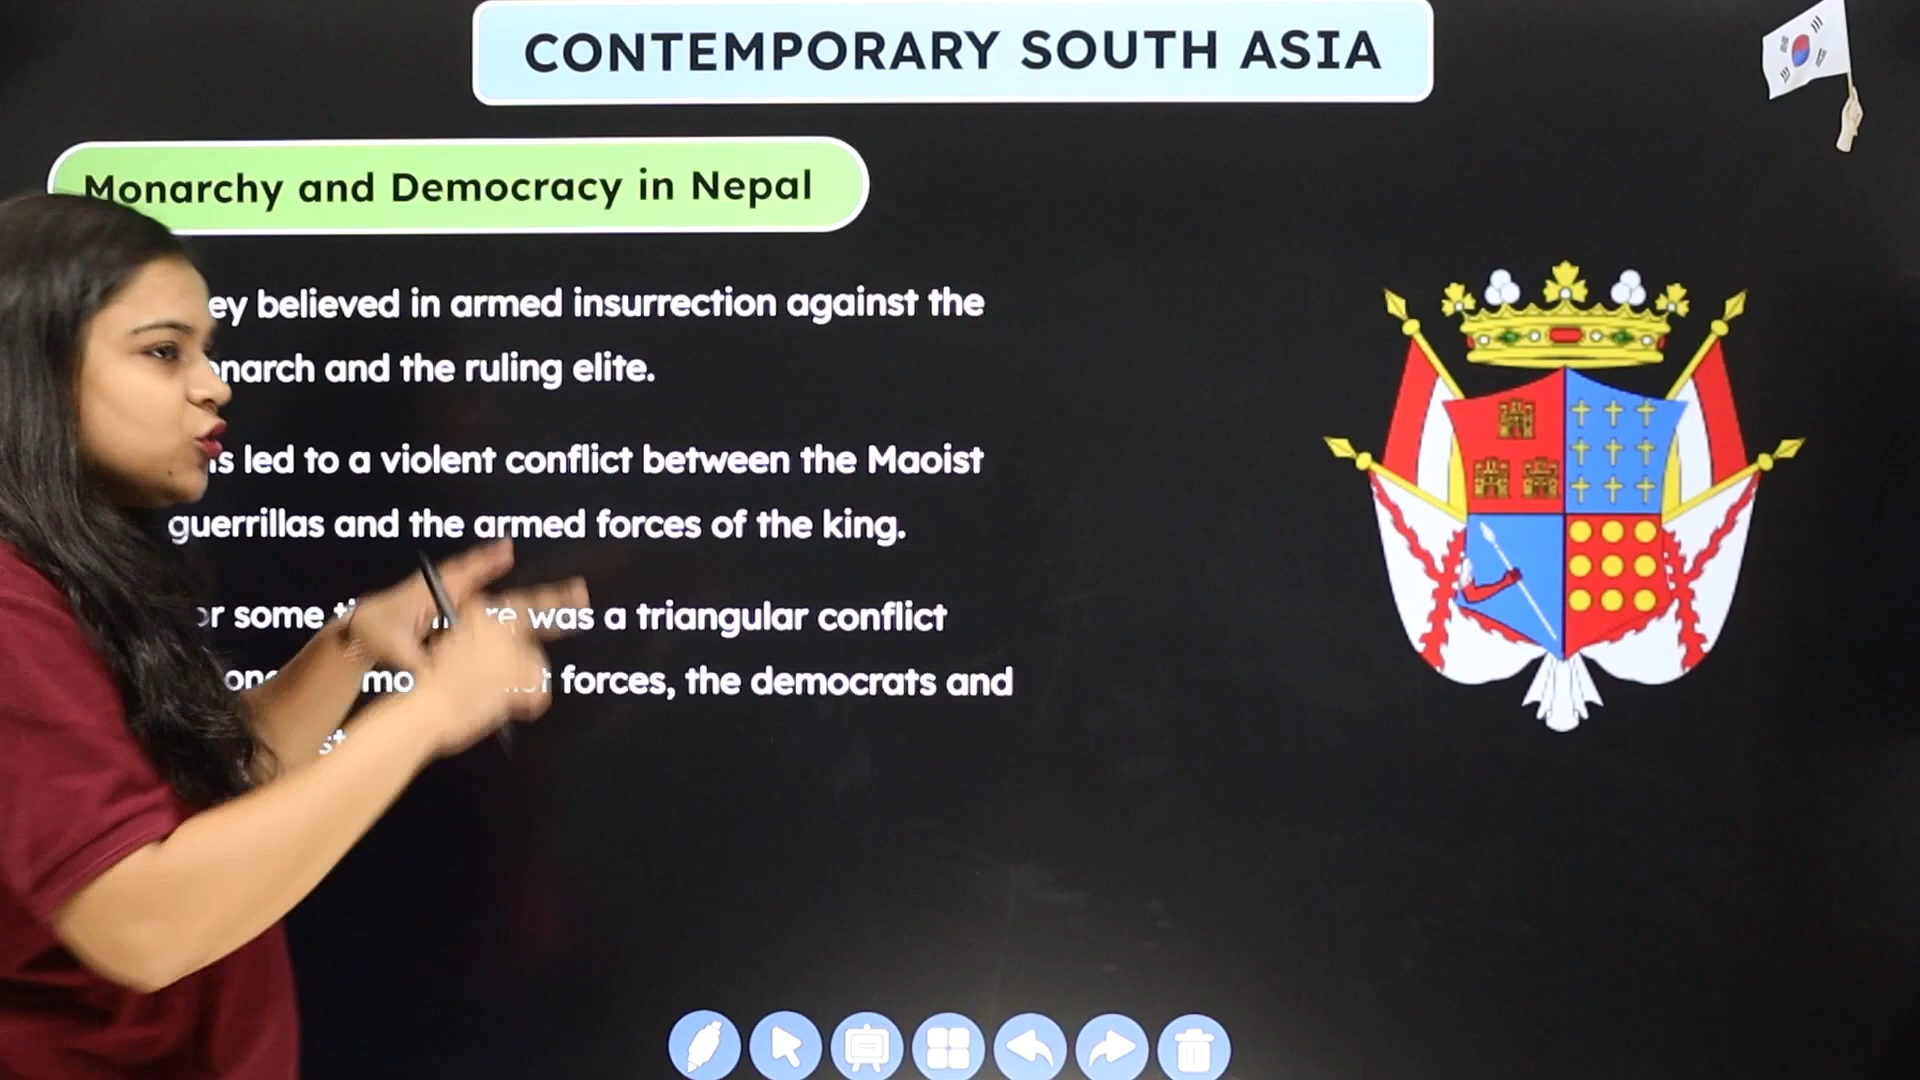 CONTEMPORARY SOUTH ASIA
Monarchy and Democracy in Nepal
believed in armed insurrection against the
and the ruling elite.
led to a violent conflict between the Maoist
guerrillas and the armed forces of the king.
some was a triangular conflict
forces, the democrats and